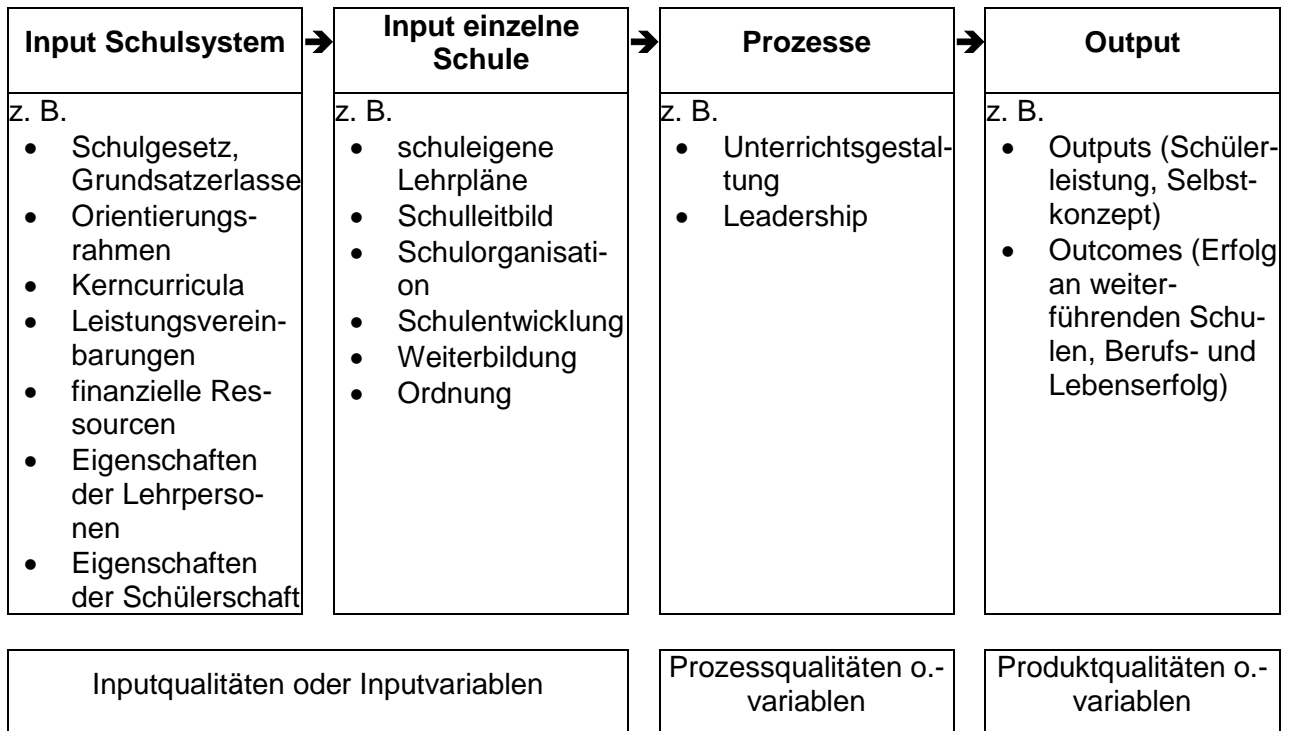 Input Schulsystem
➔
Input einzelne
Schule
➔
Prozesse
➔
Output
z. B.
• Schulgesetz,
Grundsatzerlasse
• Orientierungs-
rahmen
• Kerncurricula
• Leistungsverein-
barungen
• finanzielle Res-
sourcen
• Eigenschaften
der Lehrperso-
nen
• Eigenschaften
der Schülerschaft
z. B.
• schuleigene
Lehrpläne
• Schulleitbild
• Schulorganisati-
on
• Schulentwicklung
• Weiterbildung
• Ordnung
z. B.
• Unterrichtsgestal-
tung
• Leadership
z. B.
• Outputs (Schüler-
leistung, Selbst-
konzept)
• Outcomes (Erfolg
an weiter-
führenden Schu-
len, Berufs- und
Lebenserfolg)
Inputqualitäten oder Inputvariablen
Prozessqualitäten o.-
variablen
Produktqualitäten o.-
variablen